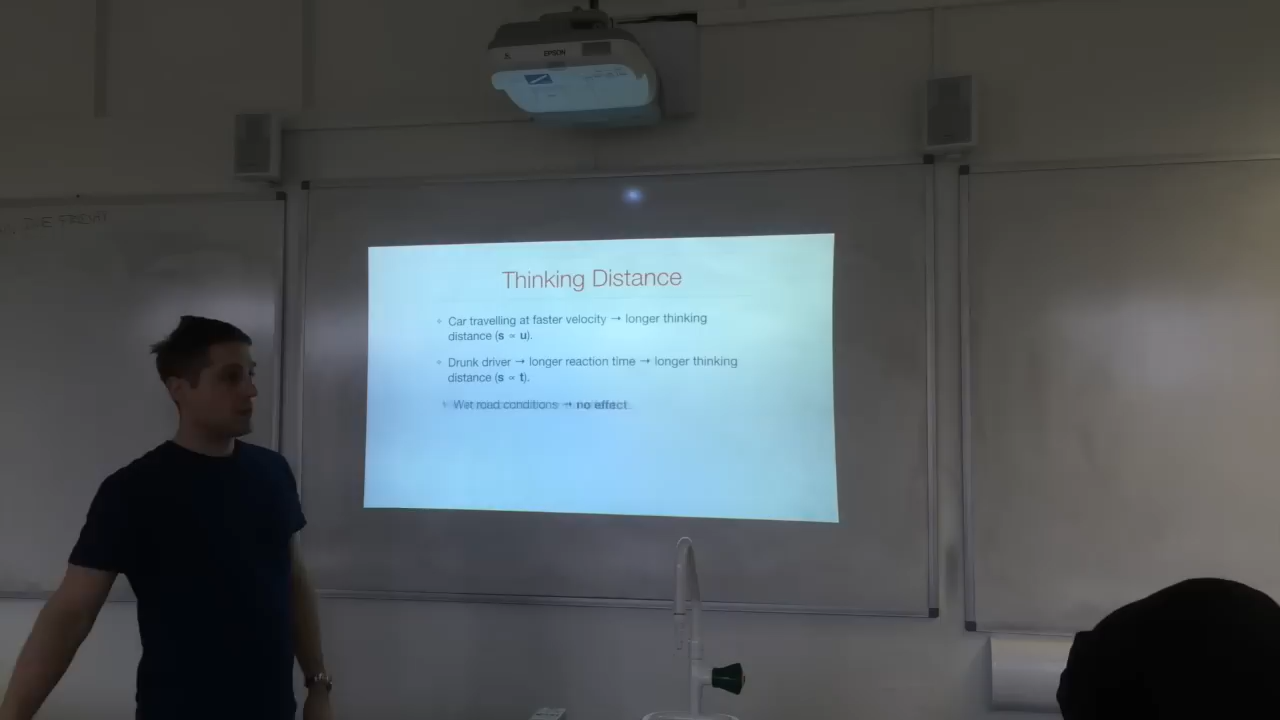 EPSON
Thinking Distance
Car travelling at faster velocity → longer thinking
distance (s ∝ u).
Drunk driver → longer reaction time → longer thinking
distance (s ∝ t).
Wet road conditions → no effect.